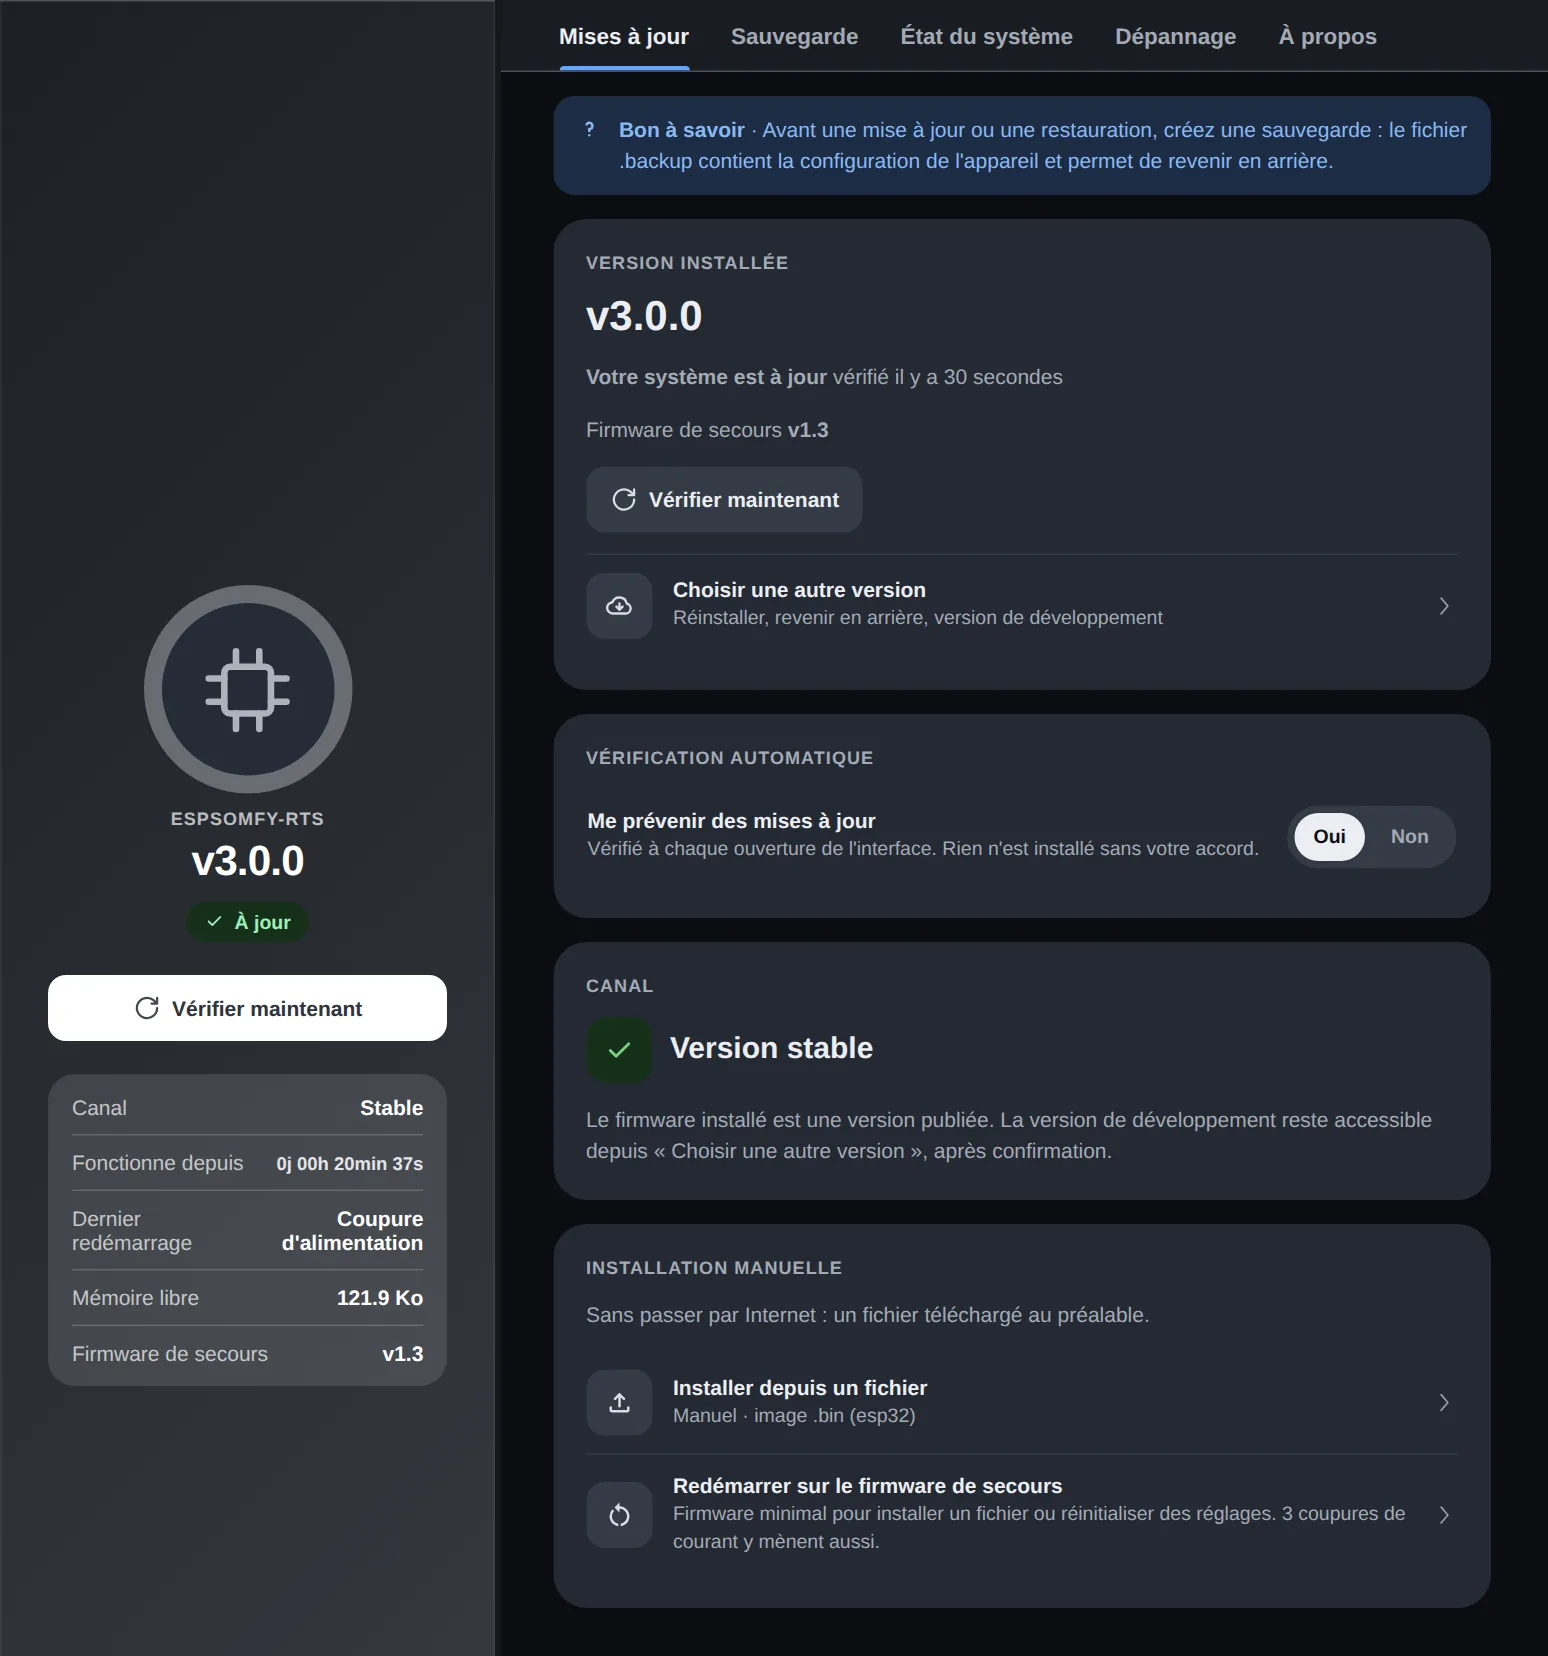 ESPSOMFY-RTS
v3.0.0
À jour
Vérifier maintenant
Canal Stable
Fonctionne depuis 0j 00h 20min 37s
Dernier redémarrage Coupure d'alimentation
Mémoire libre 121.9 Ko
Firmware de secours v1.3
Mises à jour Sauvegarde État du système Dépannage À propos
? Bon à savoir · Avant une mise à jour ou une restauration, créez une sauvegarde : le fichier
.backup contient la configuration de l'appareil et permet de revenir en arrière.
VERSION INSTALLÉE
v3.0.0
Votre système est à jour vérifié il y a 30 secondes
Firmware de secours v1.3
Vérifier maintenant
Choisir une autre version
Réinstaller, revenir en arrière, version de développement
VÉRIFICATION AUTOMATIQUE
Me prévenir des mises à jour
Vérifié à chaque ouverture de l'interface. Rien n'est installé sans votre accord.
Oui Non
CANAL
Version stable
Le firmware installé est une version publiée. La version de développement reste accessible
depuis « Choisir une autre version », après confirmation.
INSTALLATION MANUELLE
Sans passer par Internet : un fichier téléchargé au préalable.
Installer depuis un fichier
Manuel · image .bin (esp32)
Redémarrer sur le firmware de secours
Firmware minimal pour installer un fichier ou réinitialiser des réglages. 3 coupures de
courant y mènent aussi.